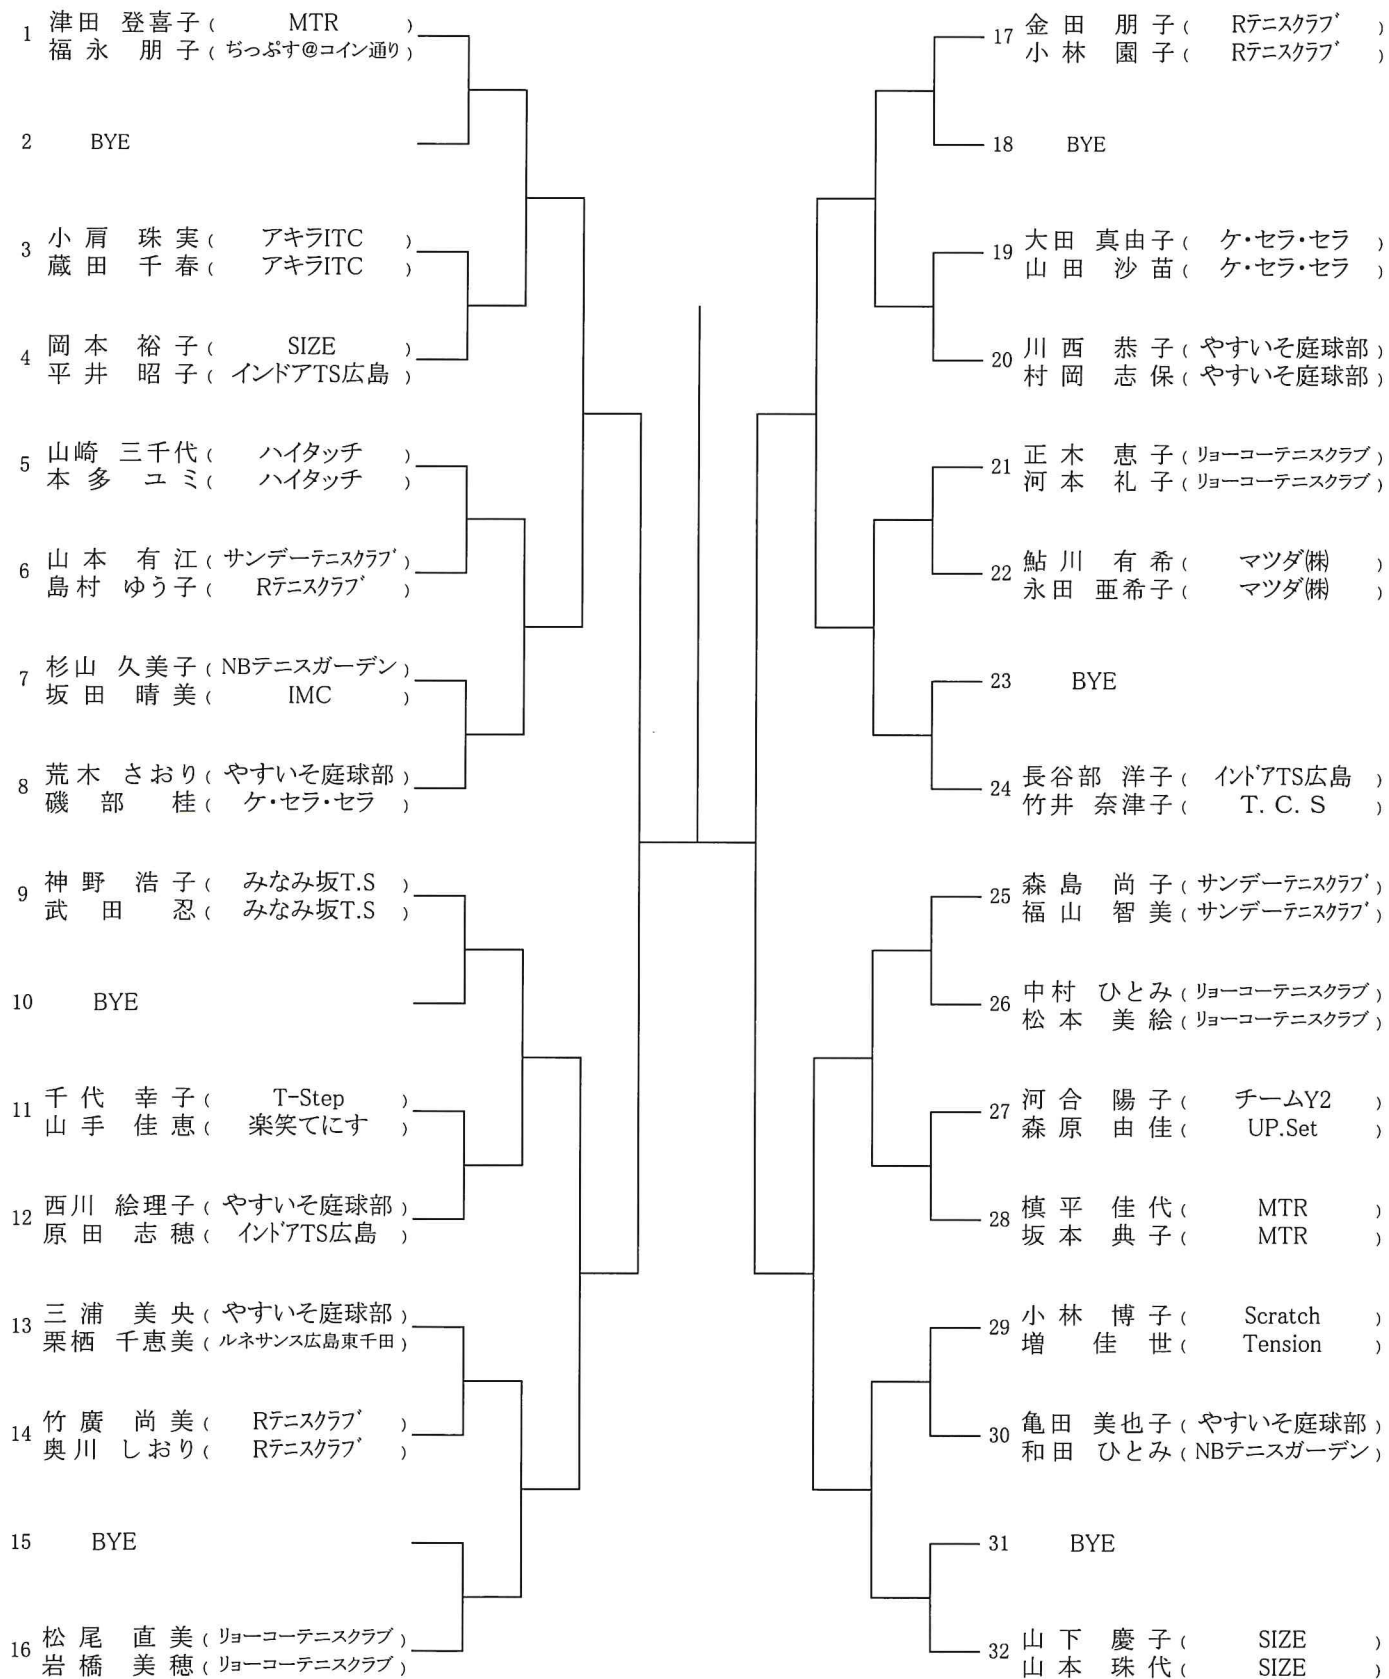 1 津田 登喜子 ( MTR )
福永 朋子 ( ぢっぷす@コイン通り )
2 BYE
3 小肩 珠実 ( アキラITC )
蔵田 千春 ( アキラITC )
4 岡本 裕子 ( SIZE )
平井 昭子 ( インドアTS広島 )
5 山崎 三千代 ( ハイタッチ )
本多 ユミ ( ハイタッチ )
6 山本 有江 ( サンデーテニスクラブ )
島村 ゆう子 ( Rテニスクラブ )
7 杉山 久美子 ( NBテニスガーデン )
坂田 晴美 ( IMC )
8 荒木 さおり ( やすいそ庭球部 )
磯部 桂 ( ケ・セラ・セラ )
9 神野 浩子 ( みなみ坂T.S )
武田 忍 ( みなみ坂T.S )
10 BYE
11 千代 幸子 ( T-Step )
山手 佳恵 ( 楽笑てにす )
12 西川 絵理子 ( やすいそ庭球部 )
原田 志穂 ( インドアTS広島 )
13 三浦 美央 ( やすいそ庭球部 )
栗栖 千恵美 ( ルネサンス広島東千田 )
14 竹廣 尚美 ( Rテニスクラブ )
奥川 しおり ( Rテニスクラブ )
15 BYE
16 松尾 直美 ( リョーコーテニスクラブ )
岩橋 美穂 ( リョーコーテニスクラブ )
17 金田 朋子 ( Rテニスクラブ )
小林 園子 ( Rテニスクラブ )
18 BYE
19 大田 真由子 ( ケ・セラ・セラ )
山田 沙苗 ( ケ・セラ・セラ )
20 川西 恭子 ( やすいそ庭球部 )
村岡 志保 ( やすいそ庭球部 )
21 正木 恵子 ( リョーコーテニスクラブ )
河本 礼子 ( リョーコーテニスクラブ )
22 鮎川 有希 ( マツダ㈱ )
永田 亜希子 ( マツダ㈱ )
23 BYE
24 長谷部 洋子 ( インドアTS広島 )
竹井 奈津子 ( T. C. S )
25 森島 尚子 ( サンデーテニスクラブ )
福山 智美 ( サンデーテニスクラブ )
26 中村 ひとみ ( リョーコーテニスクラブ )
松本 美絵 ( リョーコーテニスクラブ )
27 河合 陽子 ( チームY2 )
森原 由佳 ( UP.Set )
28 槙平 佳代 ( MTR )
坂本 典子 ( MTR )
29 小林 博子 ( Scratch )
増 佳世 ( Tension )
30 亀田 美也子 ( やすいそ庭球部 )
和田 ひとみ ( NBテニスガーデン )
31 BYE
32 山下 慶子 ( SIZE )
山本 珠代 ( SIZE )